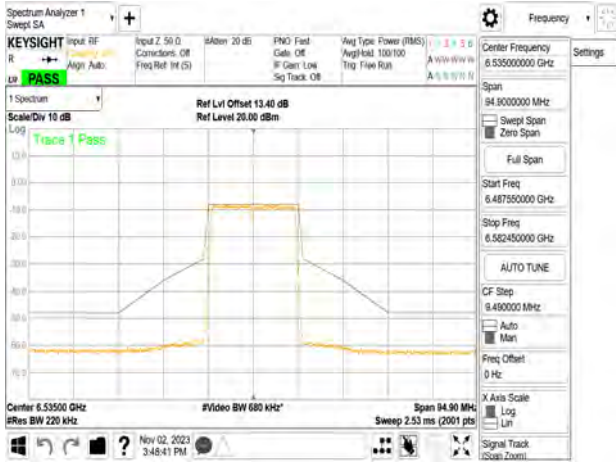 Spectrum Analyzer 1
Swept SA
Frequency
KEYSIGHT
Input: RF
Align: Auto
Input Z: 50 Ω
Corrections: Off
Freq Ref: Int (S)
#Atten: 20 dB
PNO: Fast
Gate: Off
IF Gain: Low
Sig Track: Off
Avg Type: Power (RMS)
Avg|Hold: 100/100
Trig: Free Run
PASS
Center Frequency
6.535000000 GHz
Settings
Span
94.9000000 MHz
Swept Span
Zero Span
Full Span
Start Freq
6.487550000 GHz
Stop Freq
6.582450000 GHz
AUTO TUNE
CF Step
9.490000 MHz
Auto
Man
Freq Offset
0 Hz
X Axis Scale
Log
Lin
Signal Track
(Span Zoom)
1 Spectrum
Scale/Div 10 dB
Ref Lvl Offset 13.40 dB
Ref Level 20.00 dBm
Log
Trace 1 Pass
Center 6.53500 GHz
#Video BW 680 kHz*
Span 94.90 MHz
#Res BW 220 kHz
Sweep 2.53 ms (2001 pts
Nov 02, 2023
3:48:41 PM